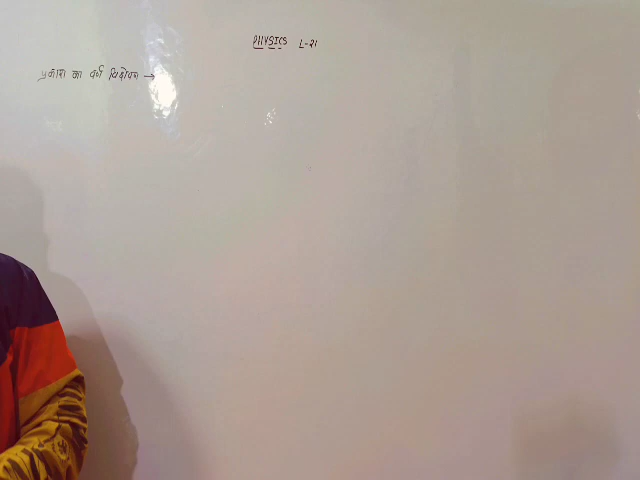 PHYSICS L-21
प्रकाश का वर्ण विक्षेपण →